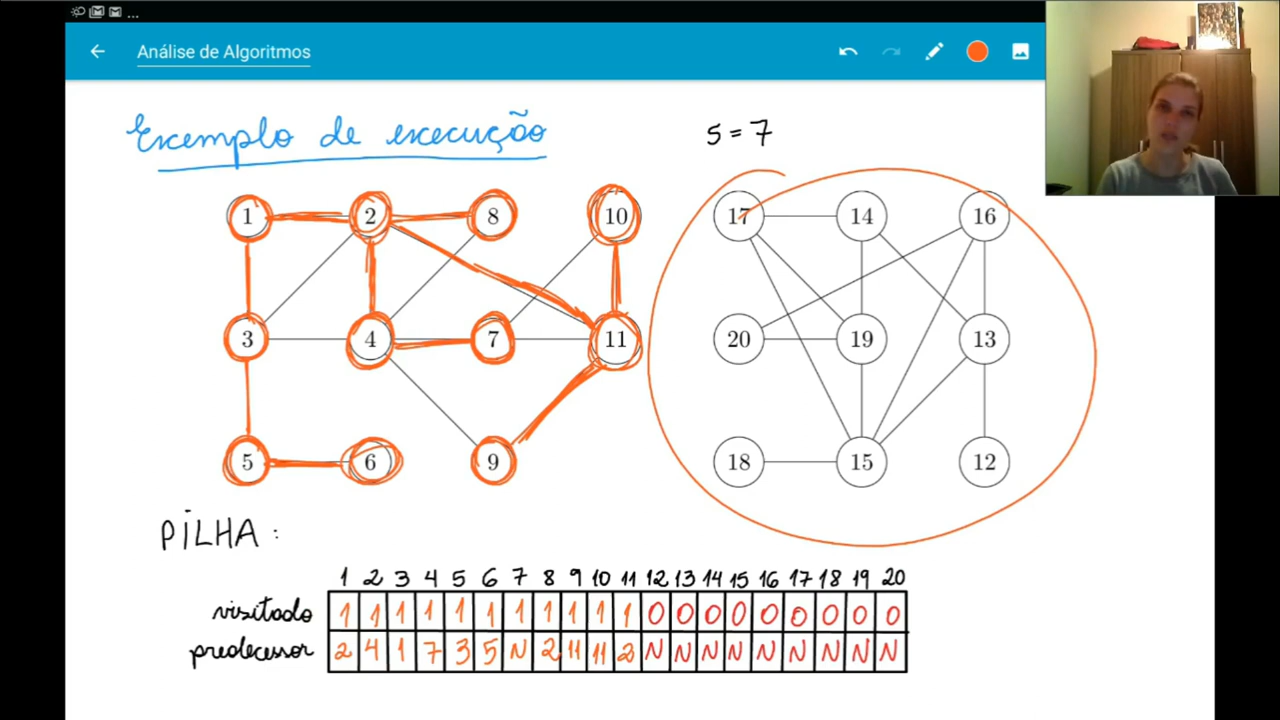 Análise de Algoritmos
Exemplo de execução
5 = 7
1 2 8 10 17 14 16
3 4 7 11 20 19 13
5 6 9 18 15 12
PILHA:
1 2 3 4 5 6 7 8 9 10 11 12 13 14 15 16 17 18 19 20
visitado 1 1 1 1 1 1 1 1 1 1 1 0 0 0 0 0 0 0 0 0
predecessor 2 4 1 7 3 5 N 2 11 11 2 N N N N N N N N N